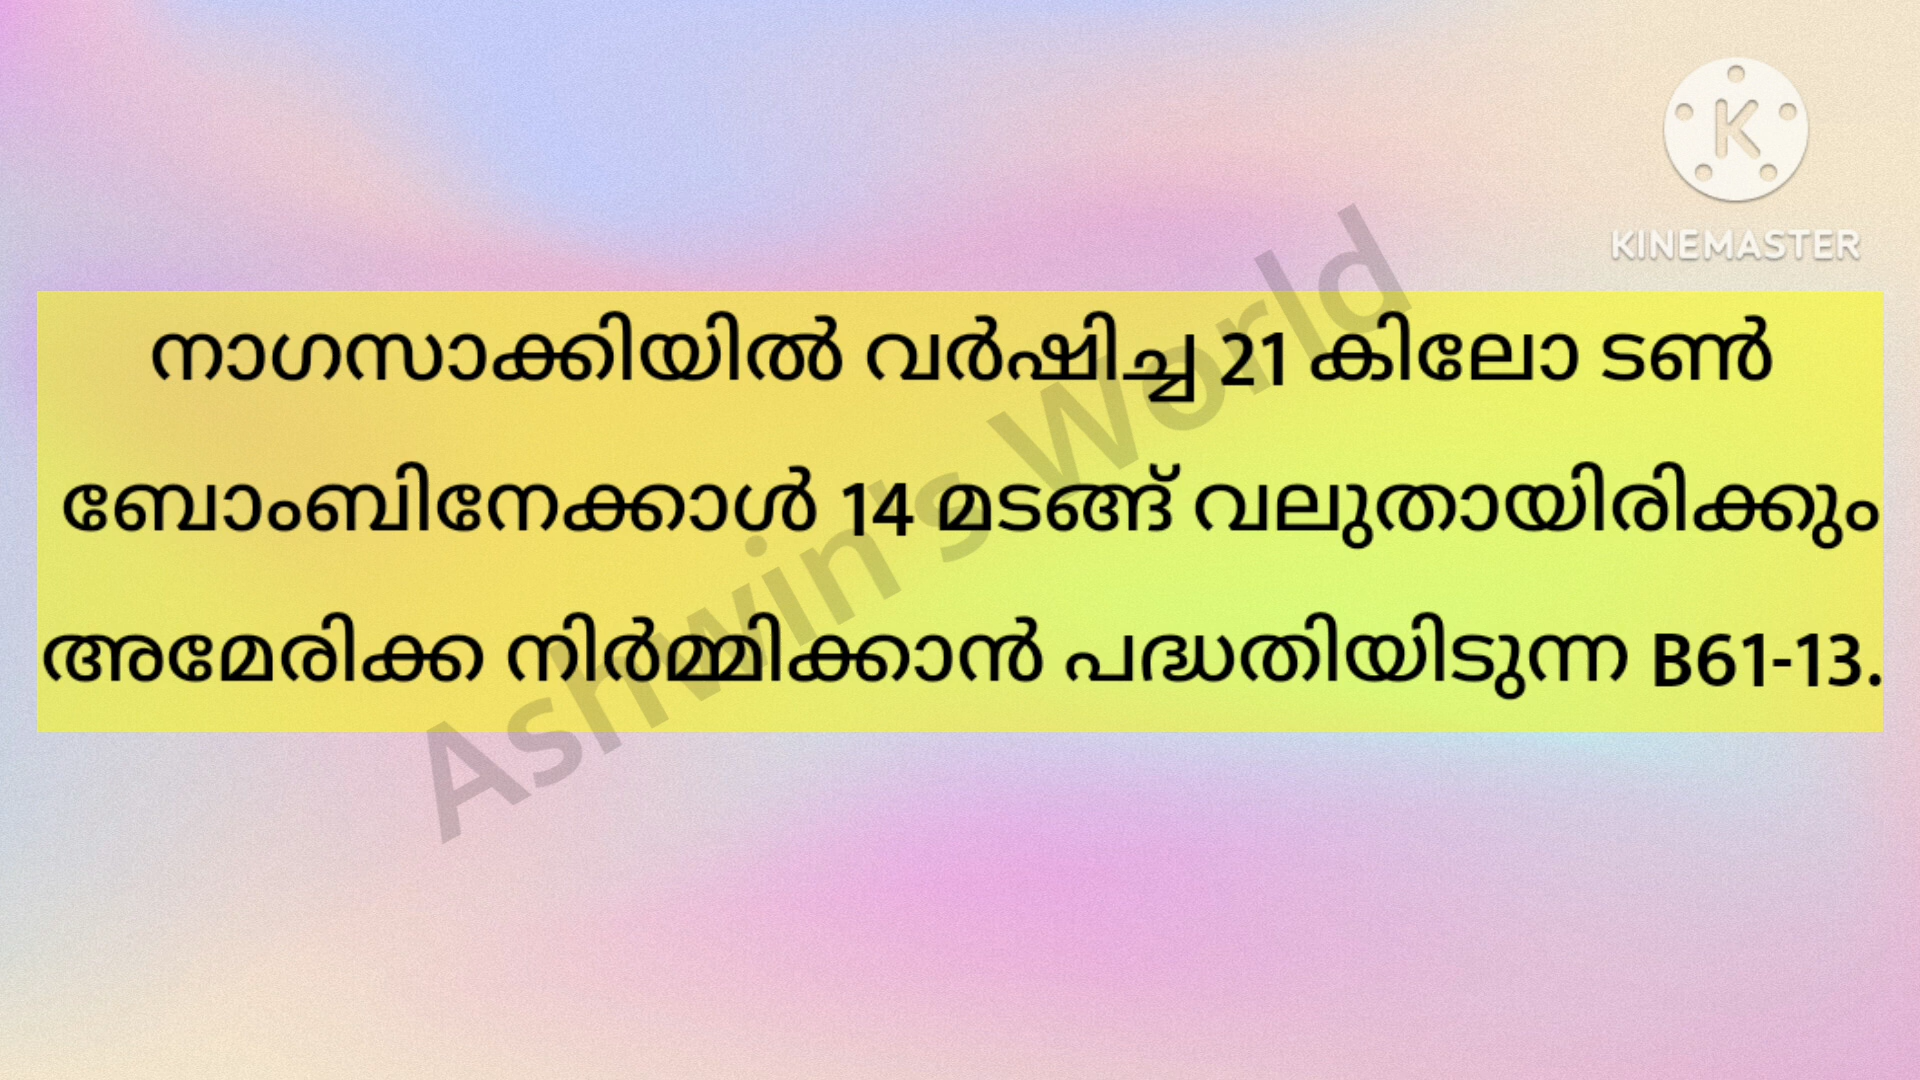 K
KINEMASTER
നാഗസാക്കിയിൽ വർഷിച്ച 21 കിലോ ടൺ
ബോംബിനേക്കാൾ 14 മടങ്ങ് വലുതായിരിക്കും
അമേരിക്ക നിർമ്മിക്കാൻ പദ്ധതിയിടുന്ന B61-13.
Ashwin's World